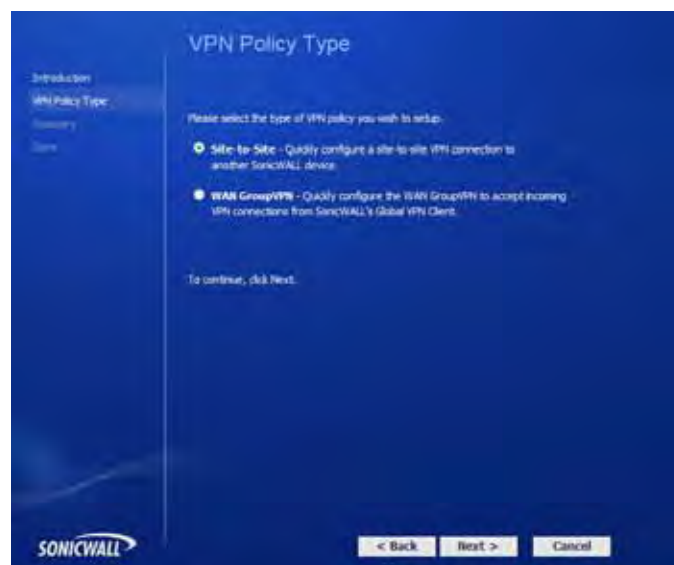 VPN Policy Type
Introduction
VPN Policy Type
Summary
Please select the type of VPN policy you wish to setup.
Site-to-Site - Quickly configure a site-to-site VPN connection to
another SonicWALL device.
WAN GroupVPN - Quickly configure the WAN GroupVPN to accept incoming
VPN connections from SonicWALL's Global VPN Client.
To continue, click Next.
SONICWALL
< Back
Next >
Cancel